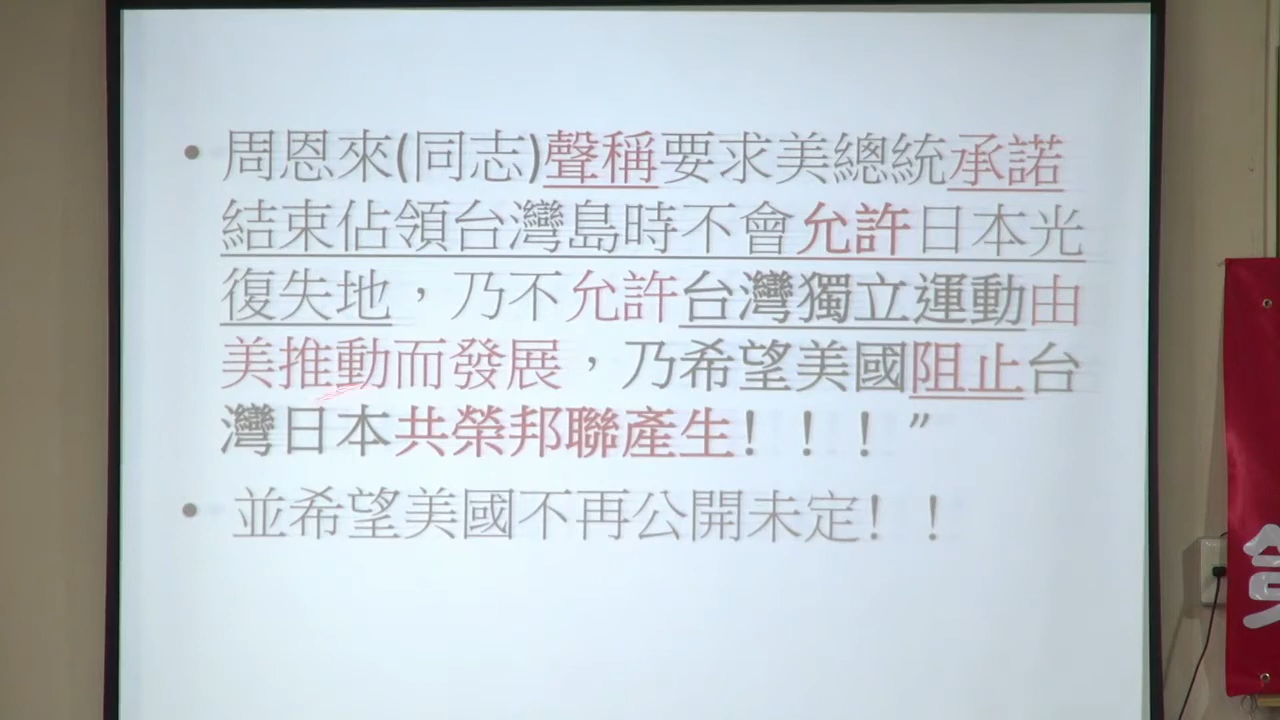 • 周恩來(同志)聲稱要求美總統承諾
結束佔領台灣島時不會允許日本光
復失地，乃不允許台灣獨立運動由
美推動而發展，乃希望美國阻止台
灣日本共榮邦聯產生！！！”
• 並希望美國不再公開未定！！